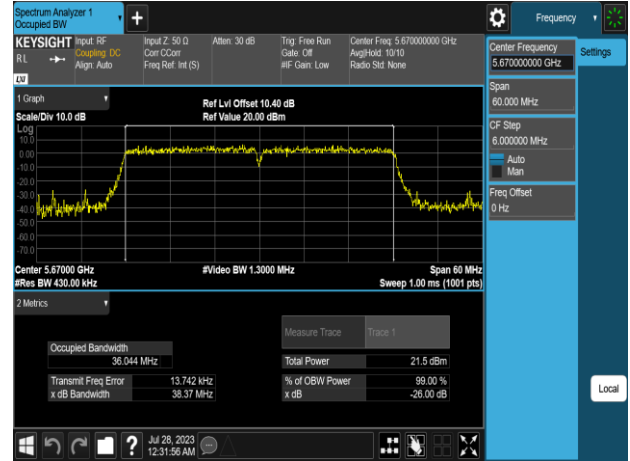 Spectrum Analyzer 1
Occupied BW
+
Frequency
KEYSIGHT
RL
Input: RF
Coupling: DC
Align: Auto
Input Z: 50 Ω
Corr CCorr
Freq Ref: Int (S)
Atten: 30 dB
Trig: Free Run
Gate: Off
#IF Gain: Low
Center Freq: 5.670000000 GHz
Avg|Hold: 10/10
Radio Std: None
LXI
Center Frequency
5.670000000 GHz
Settings
Span
60.000 MHz
CF Step
6.000000 MHz
Auto
Man
Freq Offset
0 Hz
1 Graph
Scale/Div 10.0 dB
Ref Lvl Offset 10.40 dB
Ref Value 20.00 dBm
Log
10.0
0.00
-10.0
-20.0
-30.0
-40.0
-50.0
-60.0
-70.0
Center 5.67000 GHz
#Video BW 1.3000 MHz
Span 60 MHz
#Res BW 430.00 kHz
Sweep 1.00 ms (1001 pts)
2 Metrics
Measure Trace
Trace 1
Occupied Bandwidth
36.044 MHz
Total Power
21.5 dBm
Transmit Freq Error
13.742 kHz
% of OBW Power
99.00 %
x dB Bandwidth
38.37 MHz
x dB
-26.00 dB
Local
?
Jul 28, 2023
12:31:56 AM